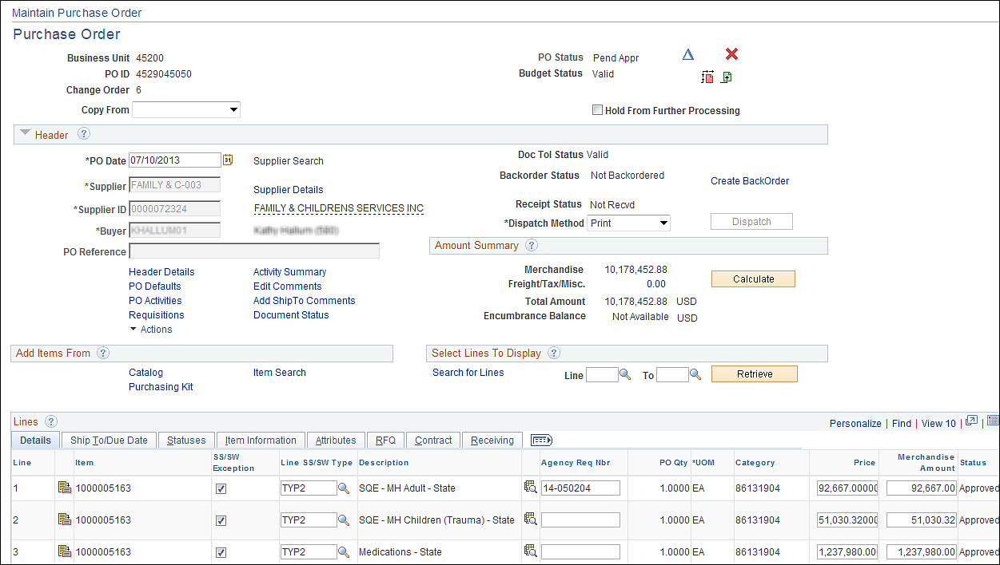 Maintain Purchase Order
Purchase Order
Business Unit 45200
PO ID 4529045050
Change Order 6
Copy From
PO Status Pend Appr
Budget Status Valid
Hold From Further Processing
Header ?
*PO Date 07/10/2013 31 Supplier Search
*Supplier FAMILY & C-003 Supplier Details
*Supplier ID 0000072324 FAMILY & CHILDRENS SERVICES INC
*Buyer KHALLUM01 Kathy Hallum (580)
PO Reference
Doc Tol Status Valid
Backorder Status Not Backordered Create BackOrder
Receipt Status Not Recvd
*Dispatch Method Print Dispatch
Header Details Activity Summary
PO Defaults Edit Comments
PO Activities Add ShipTo Comments
Requisitions Document Status
Actions
Amount Summary ?
Merchandise 10,178,452.88 Calculate
Freight/Tax/Misc. 0.00
Total Amount 10,178,452.88 USD
Encumbrance Balance Not Available USD
Add Items From ?
Catalog Item Search
Purchasing Kit
Select Lines To Display ?
Search for Lines Line To Retrieve
Lines ? Personalize | Find | View 10 | |
Details Ship To/Due Date Statuses Item Information Attributes RFQ Contract Receiving
Line Item SS/SW Exception Line SS/SW Type Description Agency Req Nbr PO Qty *UOM Category Price Merchandise Amount Status
1 1000005163 TYP2 SQE - MH Adult - State 14-050204 1.0000 EA 86131904 92,667.00000 92,667.00 Approved
2 1000005163 TYP2 SQE - MH Children (Trauma) - State 1.0000 EA 86131904 51,030.32000 51,030.32 Approved
3 1000005163 TYP2 Medications - State 1.0000 EA 86131904 1,237,980.00 1,237,980.00 Approved